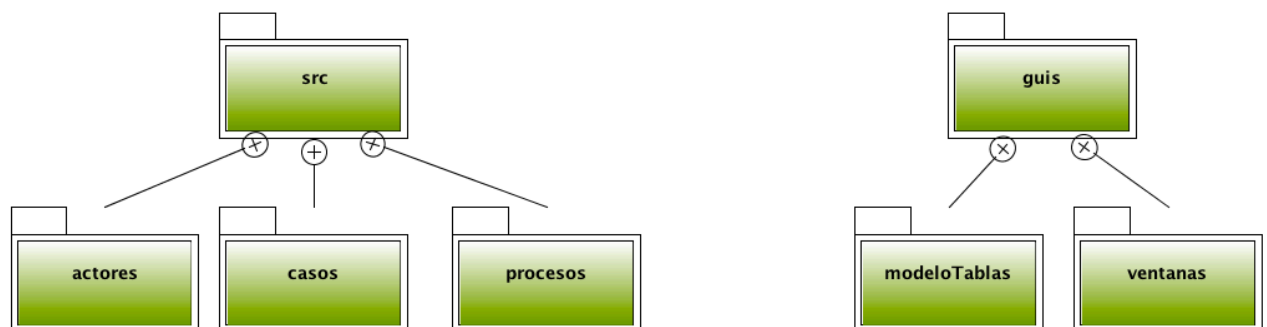 src
guis
actores
casos
procesos
modeloTablas
ventanas